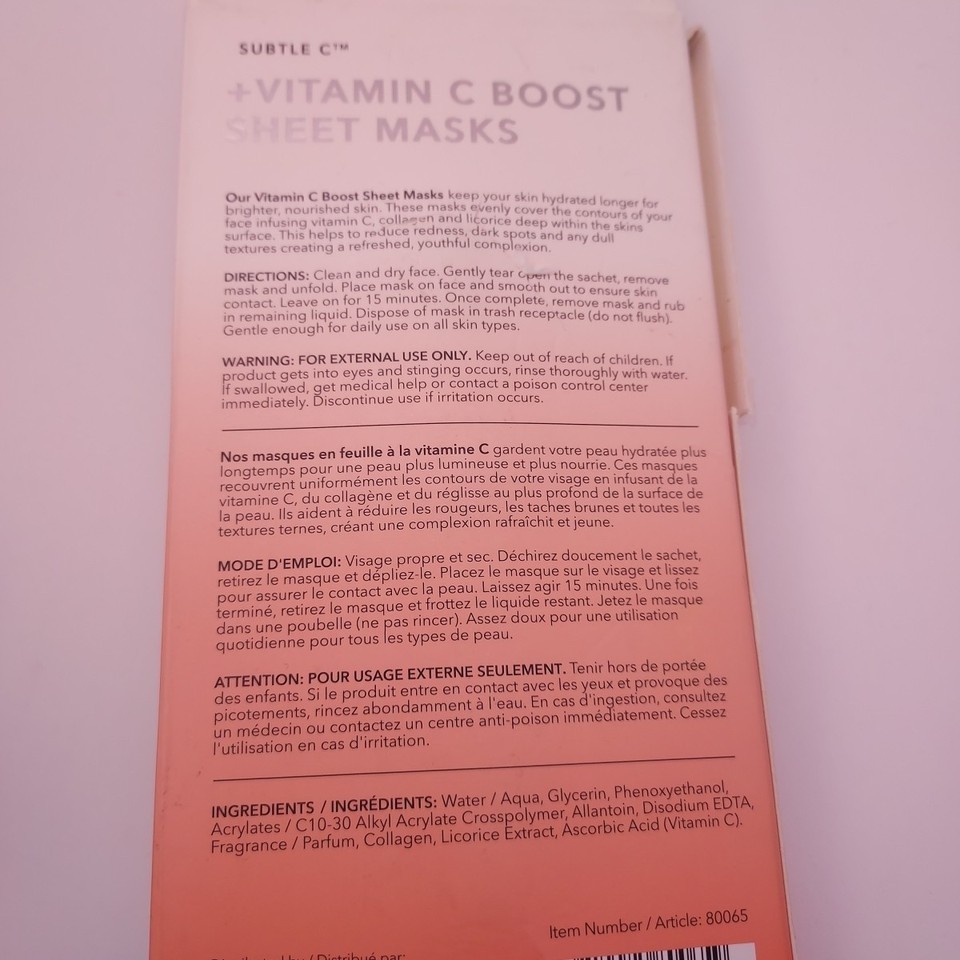 SUBTLE C™
+VITAMIN C BOOST
SHEET MASKS
Our Vitamin C Boost Sheet Masks keep your skin hydrated longer for
brighter, nourished skin. These masks evenly cover the contours of your
face infusing vitamin C, collagen and licorice deep within the skins
surface. This helps to reduce redness, dark spots and any dull
textures creating a refreshed, youthful complexion.
DIRECTIONS: Clean and dry face. Gently tear open the sachet, remove
mask and unfold. Place mask on face and smooth out to ensure skin
contact. Leave on for 15 minutes. Once complete, remove mask and rub
in remaining liquid. Dispose of mask in trash receptacle (do not flush).
Gentle enough for daily use on all skin types.
WARNING: FOR EXTERNAL USE ONLY. Keep out of reach of children. If
product gets into eyes and stinging occurs, rinse thoroughly with water.
If swallowed, get medical help or contact a poison control center
immediately. Discontinue use if irritation occurs.
Nos masques en feuille à la vitamine C gardent votre peau hydratée plus
longtemps pour une peau plus lumineuse et plus nourrie. Ces masques
recouvrent uniformément les contours de votre visage en infusant de la
vitamine C, du collagène et du réglisse au plus profond de la surface de
la peau. Ils aident à réduire les rougeurs, les taches brunes et toutes les
textures ternes, créant une complexion rafraîchit et jeune.
MODE D'EMPLOI: Visage propre et sec. Déchirez doucement le sachet,
retirez le masque et dépliez-le. Placez le masque sur le visage et lissez
pour assurer le contact avec la peau. Laissez agir 15 minutes. Une fois
terminé, retirez le masque et frottez le liquide restant. Jetez le masque
dans une poubelle (ne pas rincer). Assez doux pour une utilisation
quotidienne pour tous les types de peau.
ATTENTION: POUR USAGE EXTERNE SEULEMENT. Tenir hors de portée
des enfants. Si le produit entre en contact avec les yeux et provoque des
picotements, rincez abondamment à l'eau. En cas d'ingestion, consultez
un médecin ou contactez un centre anti-poison immédiatement. Cessez
l'utilisation en cas d'irritation.
INGREDIENTS / INGRÉDIENTS: Water / Aqua, Glycerin, Phenoxyethanol,
Acrylates / C10-30 Alkyl Acrylate Crosspolymer, Allantoin, Disodium EDTA,
Fragrance / Parfum, Collagen, Licorice Extract, Ascorbic Acid (Vitamin C).
Item Number / Article: 80065
Distributed by / Distribué par: